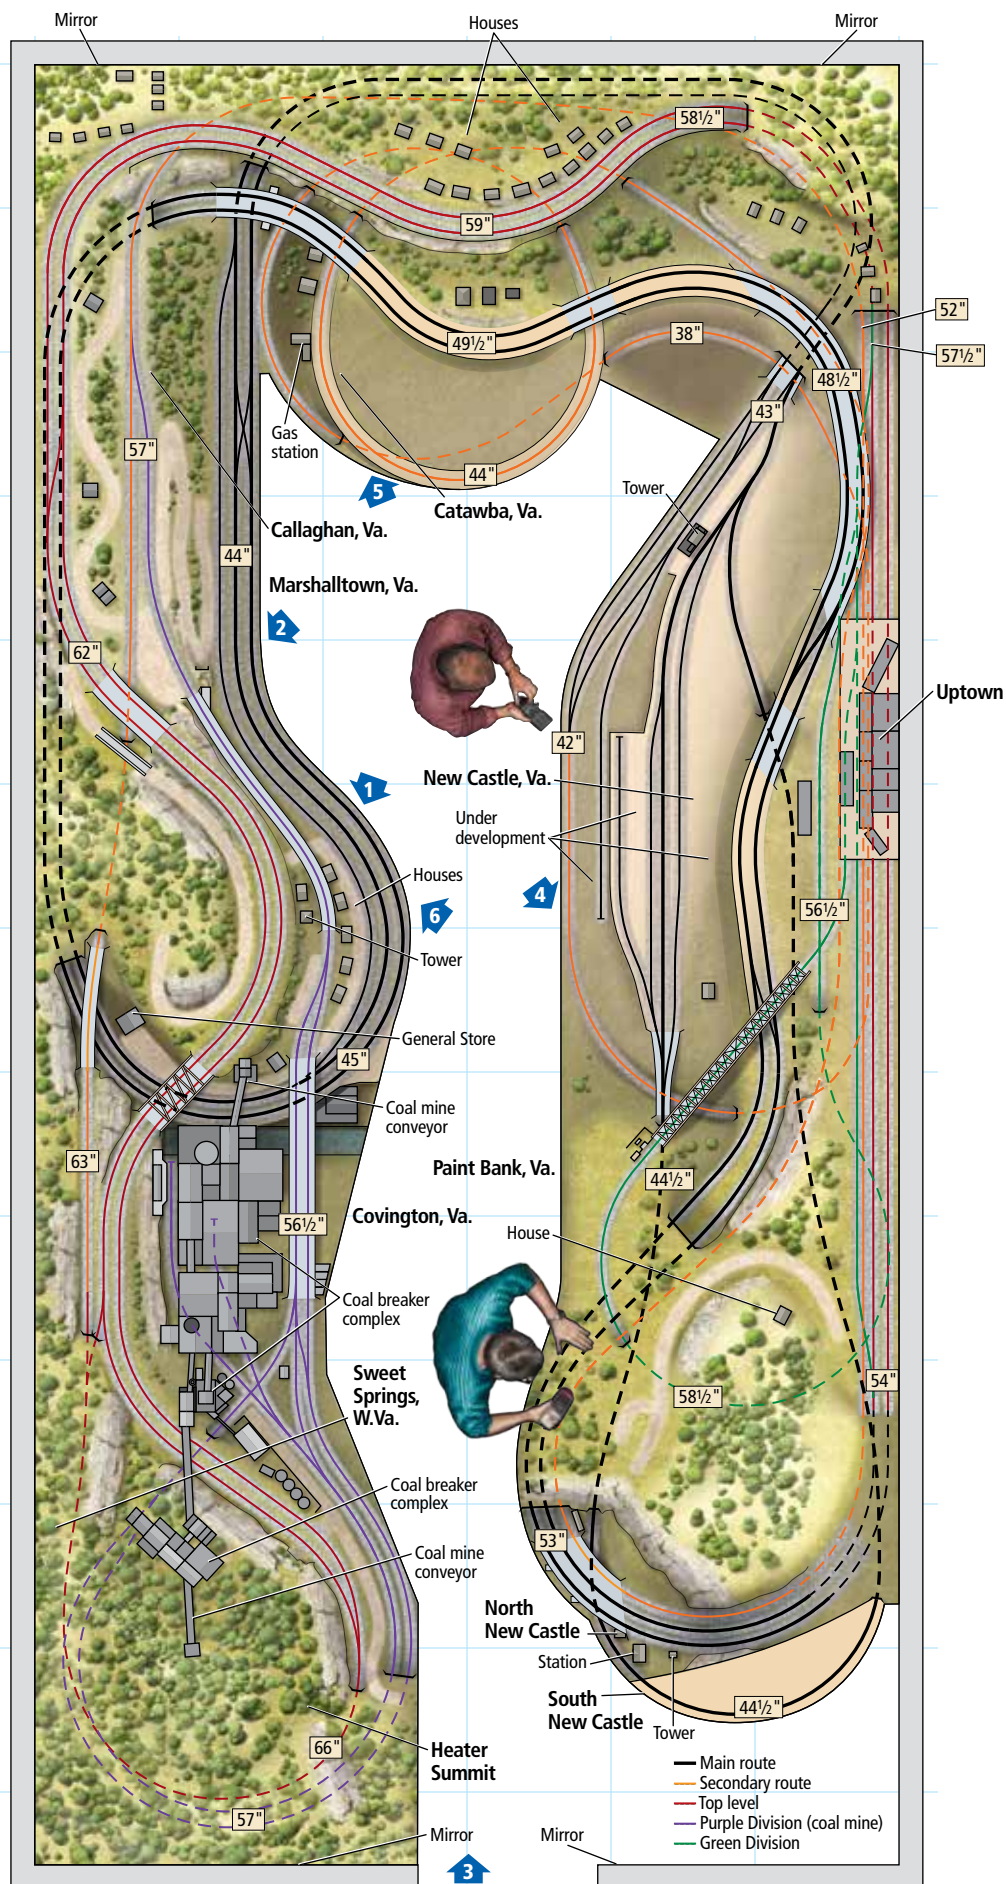 Mirror
Houses
Mirror
58½"
59"
52"
49½"
38"
57½"
48½"
43"
Gas
station
57"
44"
5
Catawba, Va.
Tower
Callaghan, Va.
44"
Marshalltown, Va.
2
62"
Uptown
42"
New Castle, Va.
1
Under
development
Houses
4
6
56½"
Tower
General Store
45"
Coal mine
conveyor
63"
Paint Bank, Va.
44½"
56½"
Covington, Va.
House
Coal breaker
complex
Sweet
Springs,
W.Va.
54"
58½"
Coal breaker
complex
53"
Coal mine
conveyor
North
New Castle
Station
South
New Castle
44½"
Tower
66"
Heater
Summit
Main route
Secondary route
Top level
Purple Division (coal mine)
Green Division
57"
Mirror
Mirror
3